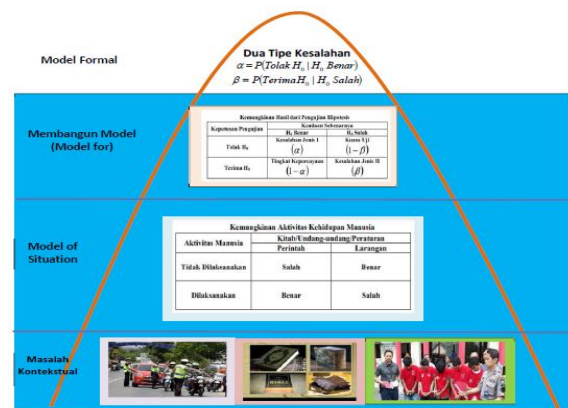 Dua Tipe Kesalahan
Model Formal
α = P(Tolak H₀ | H₀ Benar)
β = P(Terima H₀ | H₀ Salah)
Membangun Model
(Model for)
Kemungkinan Hasil dari Pengujian Hipotesis
Keputusan Pengujian
Keadaan Sebenarnya
H₀ Benar
H₀ Salah
Tolak H₀
Kesalahan Jenis I
(α)
Kuasa Uji
(1 − β)
Terima H₀
Tingkat Kepercayaan
(1 − α)
Kesalahan Jenis II
(β)
Model of
Situation
Kemungkinan Aktivitas Kehidupan Manusia
Aktivitas Manusia
Kitab/Undang-undang/Peraturan
Perintah
Larangan
Tidak Dilaksanakan
Salah
Benar
Dilaksanakan
Benar
Salah
Masalah
Kontekstual